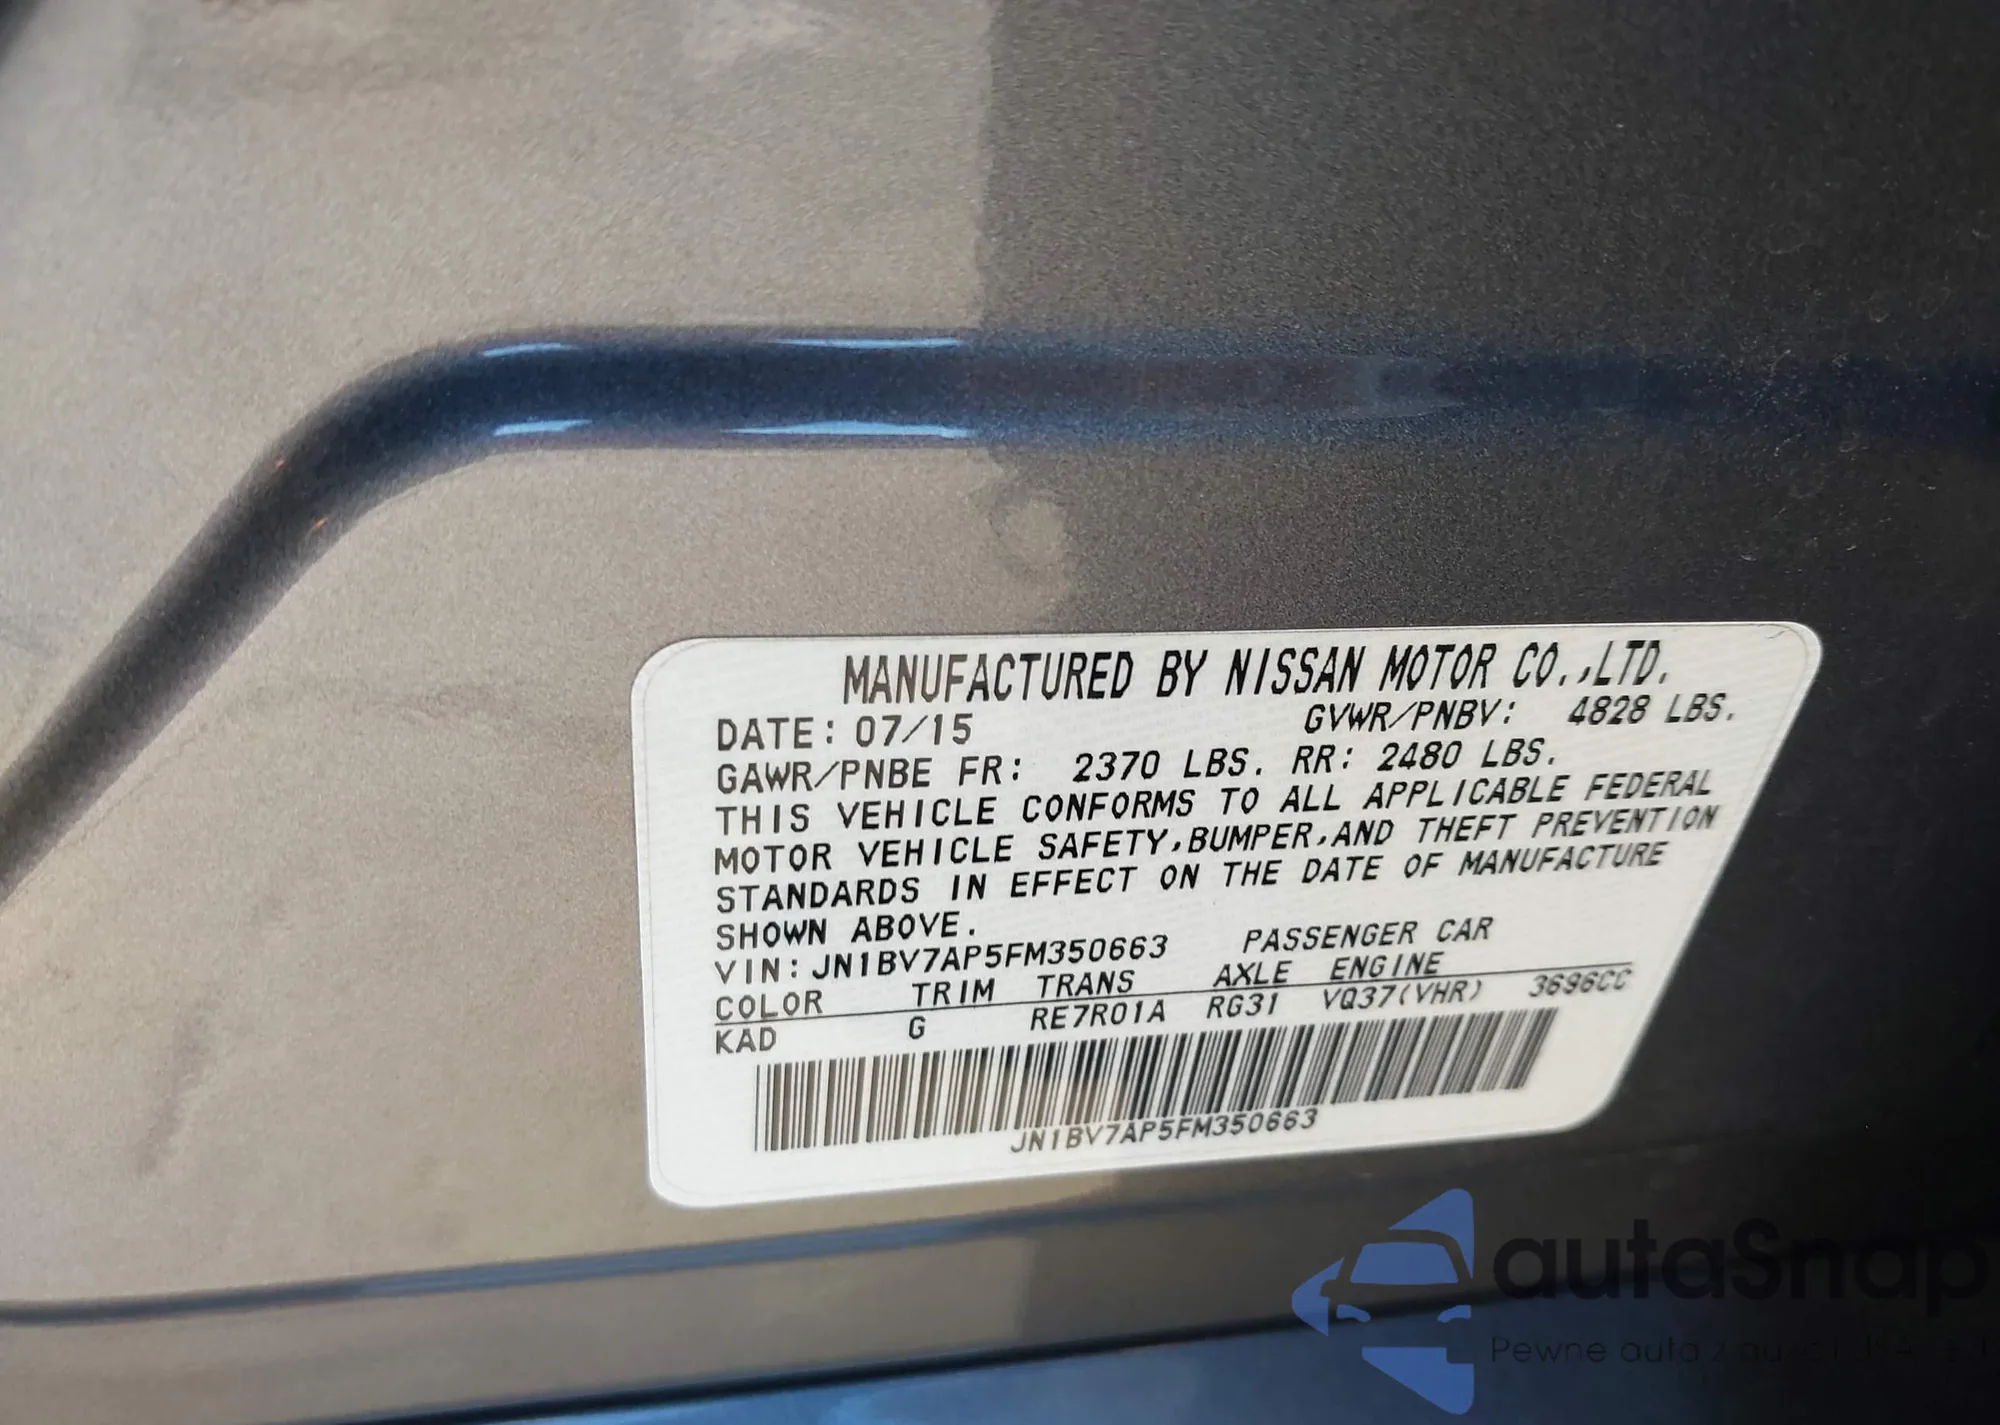 MANUFACTURED BY NISSAN MOTOR CO.,LTD.
DATE: 07/15 GVWR/PNBV: 4828 LBS.
GAWR/PNBE FR: 2370 LBS. RR: 2480 LBS.
THIS VEHICLE CONFORMS TO ALL APPLICABLE FEDERAL
MOTOR VEHICLE SAFETY,BUMPER,AND THEFT PREVENTION
STANDARDS IN EFFECT ON THE DATE OF MANUFACTURE
SHOWN ABOVE.
VIN: JN1BV7AP5FM350663 PASSENGER CAR
COLOR TRIM TRANS AXLE ENGINE
KAD G RE7R01A RG31 VQ37(VHR) 3696CC
JN1BV7AP5FM350663
autaSnap
Pewne auta z